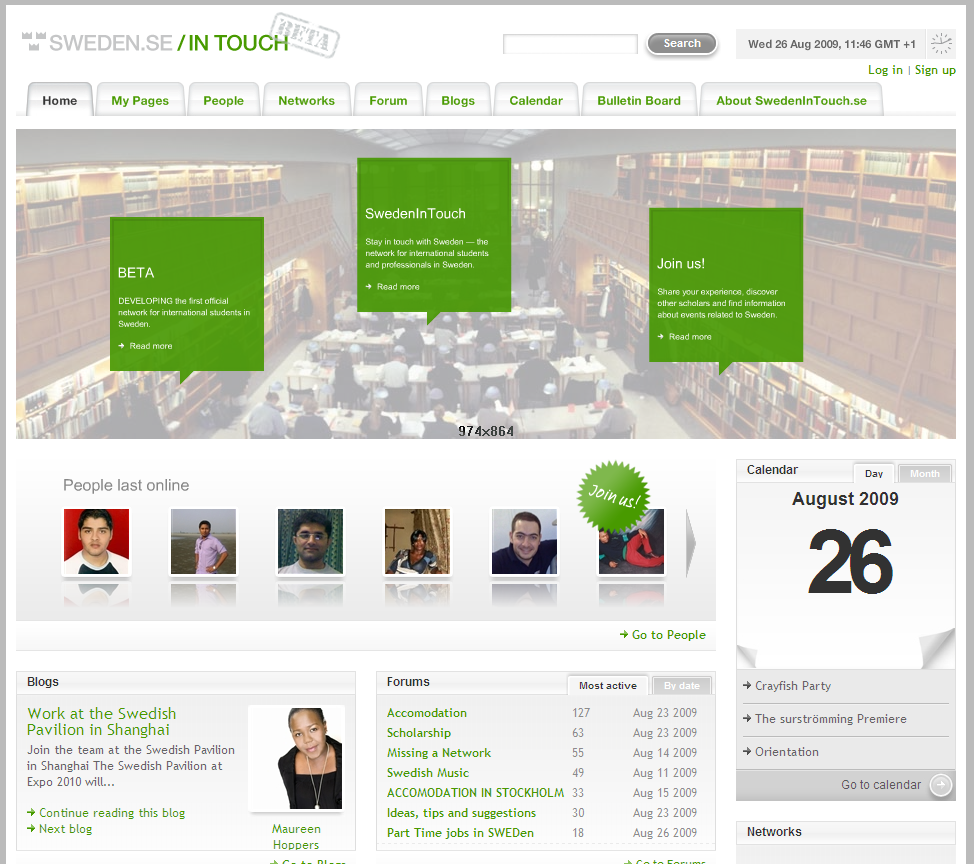 SWEDEN.SE / IN TOUCH
BETA
Search
Wed 26 Aug 2009, 11:46 GMT +1
Log in | Sign up
Home
My Pages
People
Networks
Forum
Blogs
Calendar
Bulletin Board
About SwedenInTouch.se
BETA
DEVELOPING the first official
network for international students in
Sweden.
Read more
SwedenInTouch
Stay in touch with Sweden — the
network for international students
and professionals in Sweden.
Read more
Join us!
Share your experience, discover
other scholars and find information
about events related to Sweden.
Read more
974x864
People last online
Join us!
Go to People
Calendar
Day
Month
August 2009
26
Crayfish Party
The surströmming Premiere
Orientation
Go to calendar
Blogs
Work at the Swedish
Pavilion in Shanghai
Join the team at the Swedish Pavilion
in Shanghai The Swedish Pavilion at
Expo 2010 will...
Continue reading this blog
Next blog
Maureen
Hoppers
Go to Blogs
Forums
Most active
By date
Accomodation 127 Aug 23 2009
Scholarship 63 Aug 23 2009
Missing a Network 55 Aug 14 2009
Swedish Music 49 Aug 11 2009
ACCOMODATION IN STOCKHOLM 33 Aug 15 2009
Ideas, tips and suggestions 30 Aug 23 2009
Part Time jobs in SWEDen 18 Aug 26 2009
Go to Forums
Networks